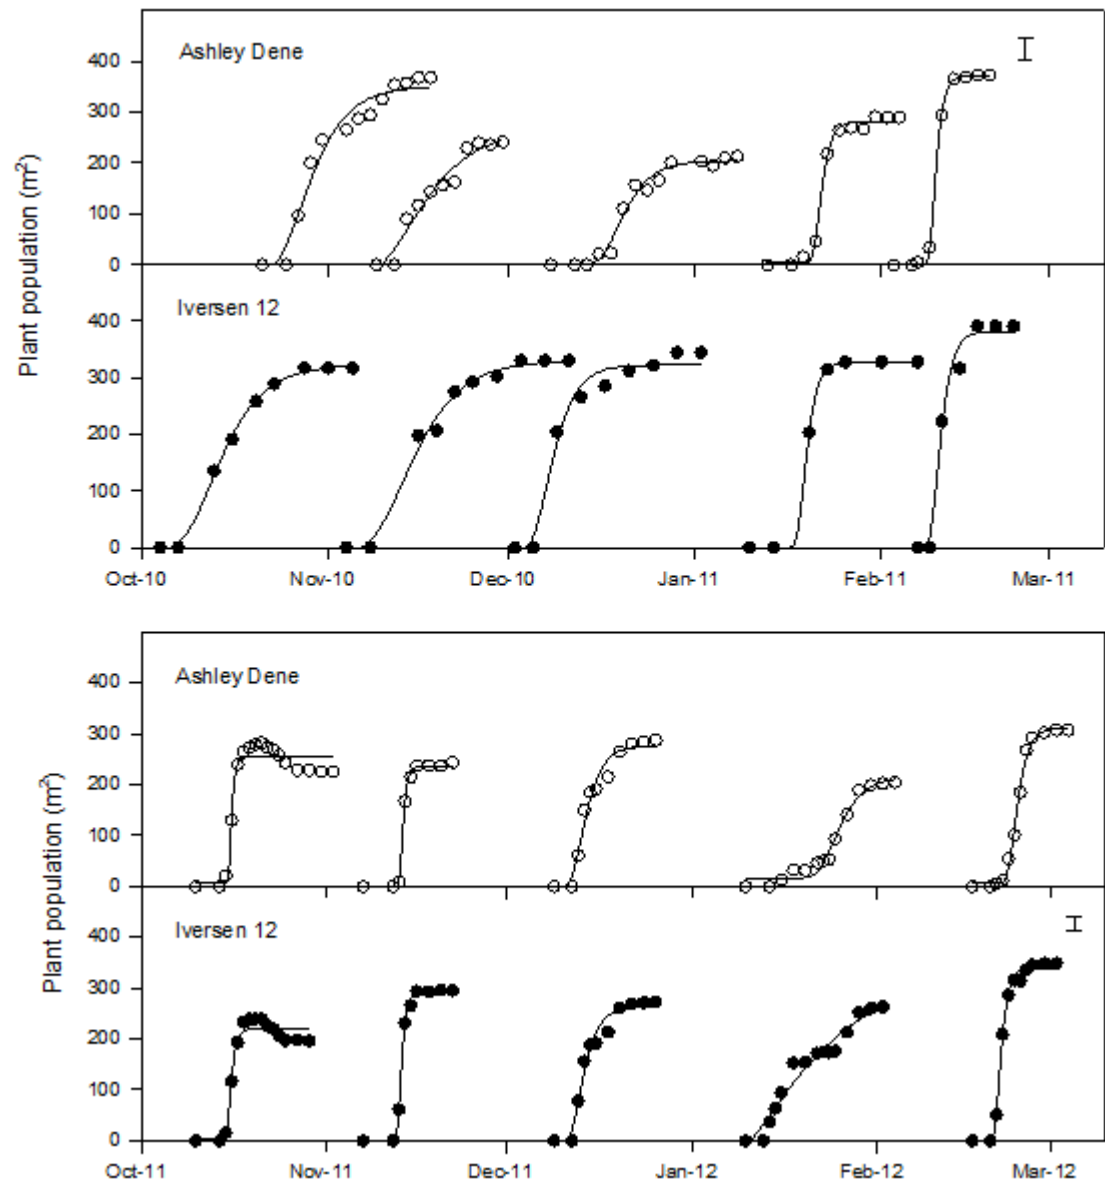 Ashley Dene
400
300
200
100
0
Iversen 12
400
300
200
100
0
Plant population (m²)
Oct-10 Nov-10 Dec-10 Jan-11 Feb-11 Mar-11
Ashley Dene
400
300
200
100
0
Iversen 12
400
300
200
100
0
Plant population (m²)
Oct-11 Nov-11 Dec-11 Jan-12 Feb-12 Mar-12